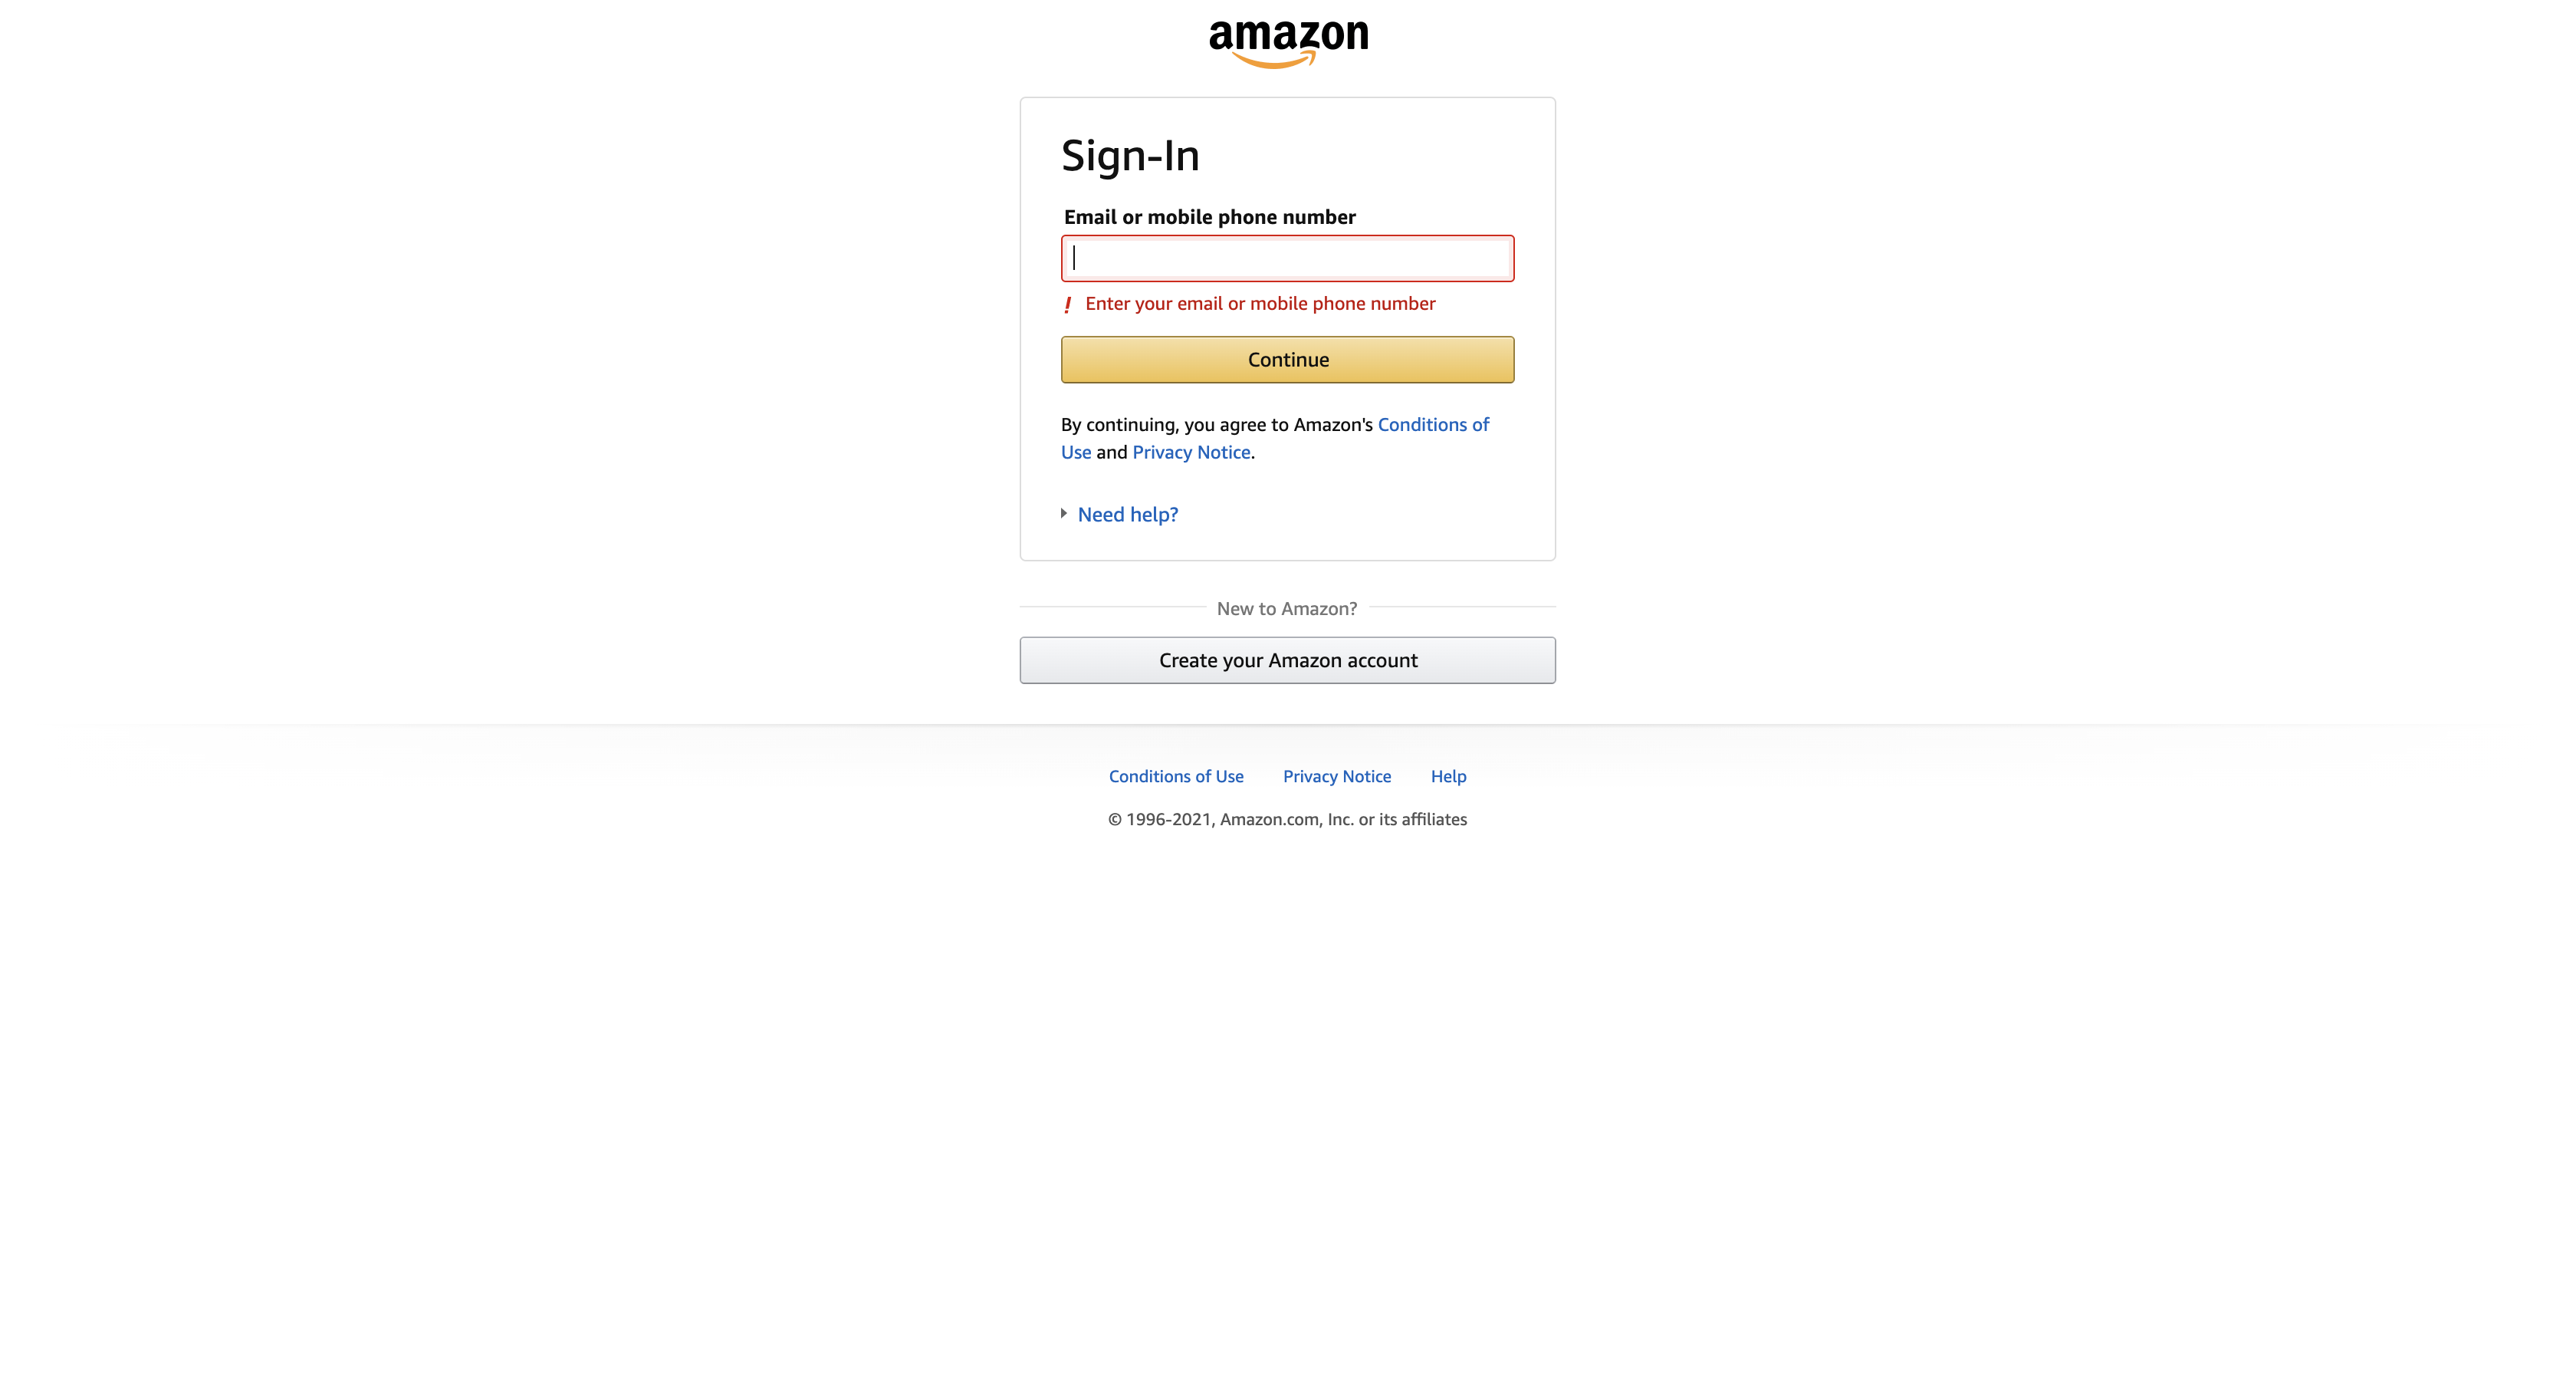 amazon
Sign-In
Email or mobile phone number
! Enter your email or mobile phone number
Continue
By continuing, you agree to Amazon's Conditions of
Use and Privacy Notice.
Need help?
New to Amazon?
Create your Amazon account
Conditions of Use Privacy Notice Help
© 1996-2021, Amazon.com, Inc. or its affiliates